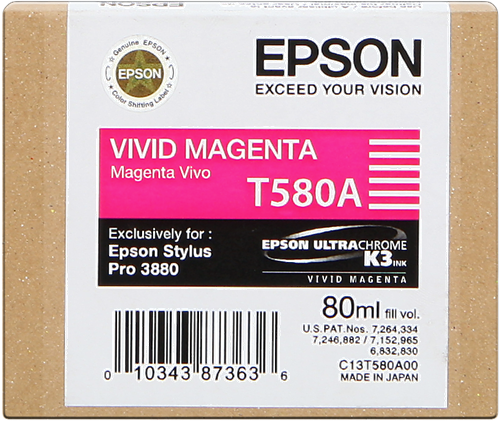 Genuine EPSON
EPSON
Color Shifting Label
EPSON
EXCEED YOUR VISION
VIVID MAGENTA
Magenta Vivo
T580A
Exclusively for :
Epson Stylus
Pro 3880
EPSON ULTRACHROME
K3 INK
VIVID MAGENTA
80ml fill vol.
U.S.PAT.Nos. 7,264,334
7,246,882 / 7,152,965
6,832,830
C13T580A00
MADE IN JAPAN
0 10343 87363 6